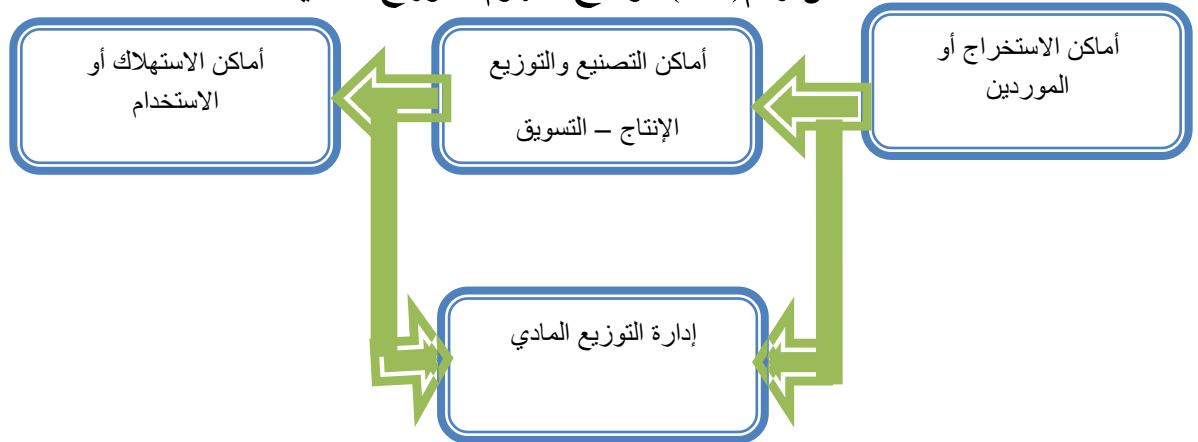 أماكن الاستخراج أو
الموردين
أماكن التصنيع والتوزيع
الإنتاج – التسويق
أماكن الاستهلاك أو
الاستخدام
إدارة التوزيع المادي